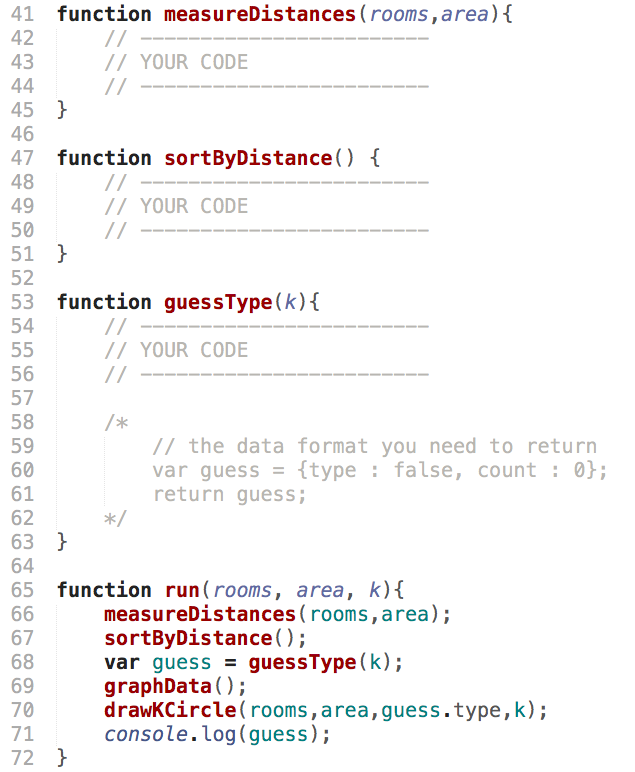 41 function measureDistances(rooms,area){
42     // ------------------------
43     // YOUR CODE
44     // ------------------------
45 }
46
47 function sortByDistance() {
48     // ------------------------
49     // YOUR CODE
50     // ------------------------
51 }
52
53 function guessType(k){
54     // ------------------------
55     // YOUR CODE
56     // ------------------------
57
58     /*
59         // the data format you need to return
60         var guess = {type : false, count : 0};
61         return guess;
62     */
63 }
64
65 function run(rooms, area, k){
66     measureDistances(rooms,area);
67     sortByDistance();
68     var guess = guessType(k);
69     graphData();
70     drawKCircle(rooms,area,guess.type,k);
71     console.log(guess);
72 }